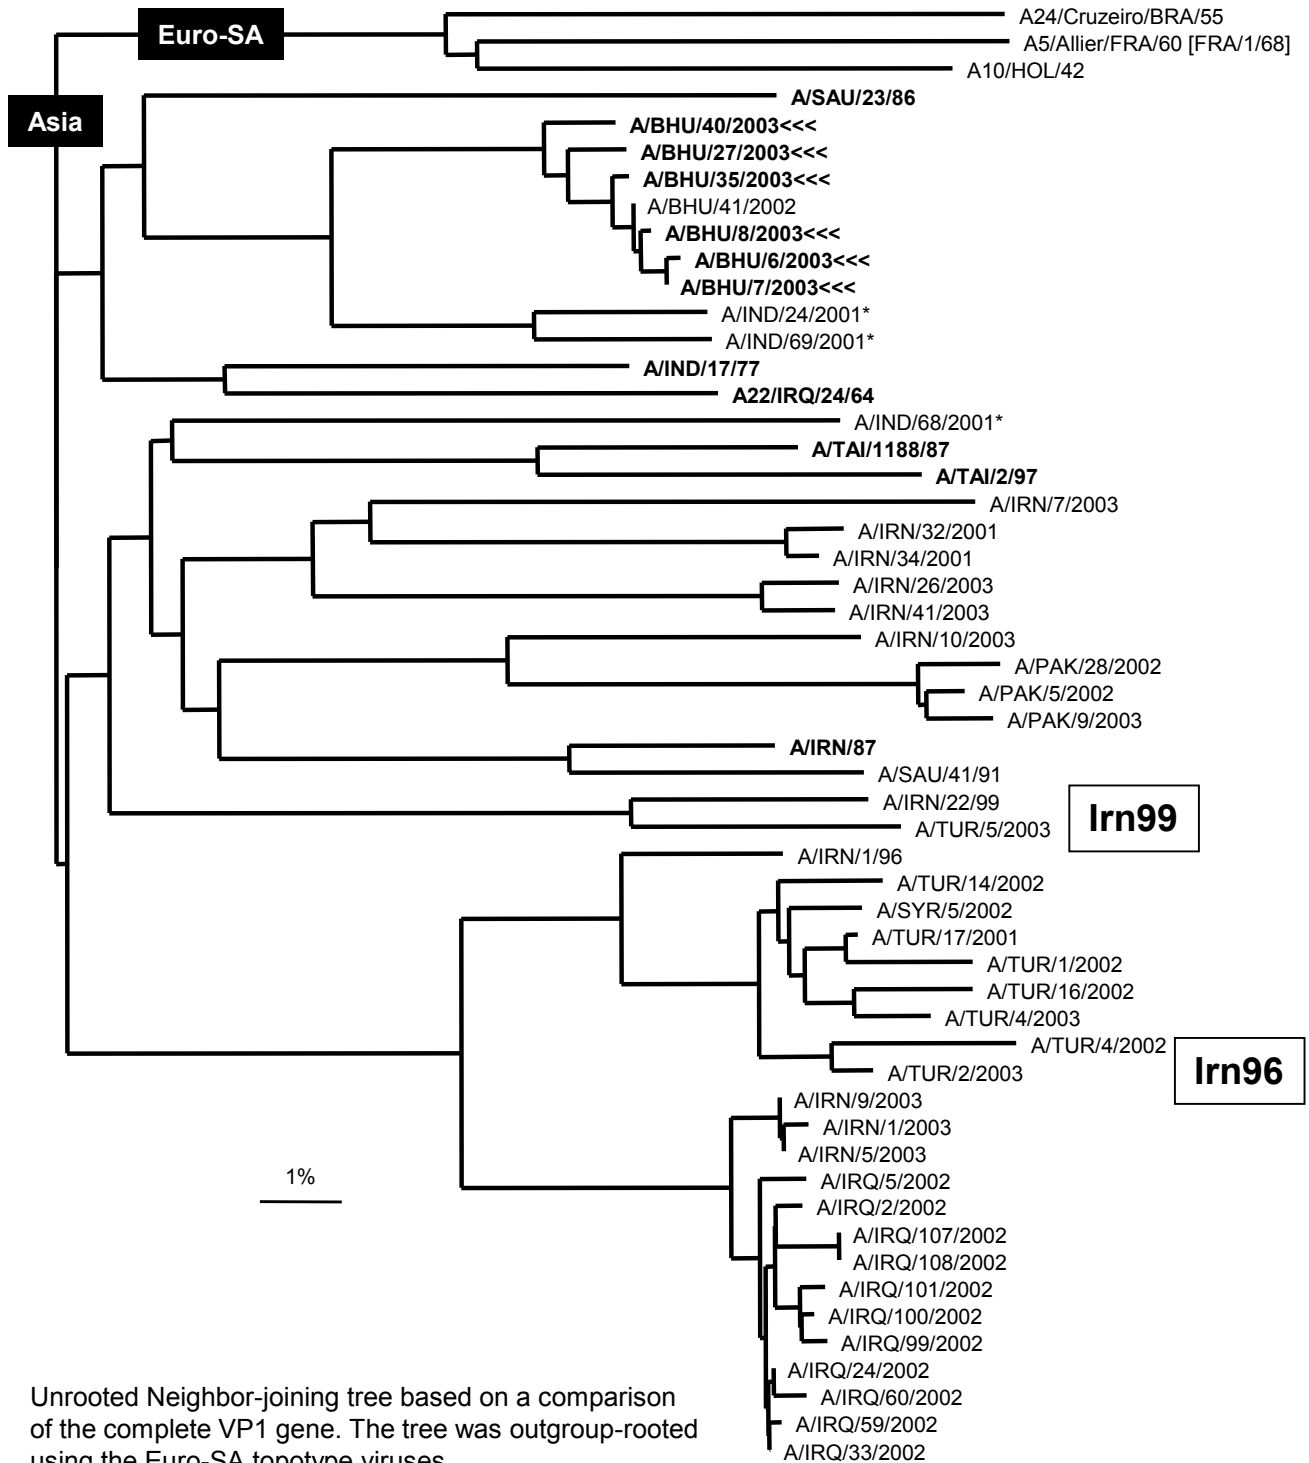 Euro-SA
A24/Cruzeiro/BRA/55
A5/Allier/FRA/60 [FRA/1/68]
A10/HOL/42
Asia
A/SAU/23/86
A/BHU/40/2003<<<
A/BHU/27/2003<<<
A/BHU/35/2003<<<
A/BHU/41/2002
A/BHU/8/2003<<<
A/BHU/6/2003<<<
A/BHU/7/2003<<<
A/IND/24/2001*
A/IND/69/2001*
A/IND/17/77
A22/IRQ/24/64
A/IND/68/2001*
A/TAI/1188/87
A/TAI/2/97
A/IRN/7/2003
A/IRN/32/2001
A/IRN/34/2001
A/IRN/26/2003
A/IRN/41/2003
A/IRN/10/2003
A/PAK/28/2002
A/PAK/5/2002
A/PAK/9/2003
A/IRN/87
A/SAU/41/91
A/IRN/22/99
Irn99
A/TUR/5/2003
A/IRN/1/96
A/TUR/14/2002
A/SYR/5/2002
A/TUR/17/2001
A/TUR/1/2002
A/TUR/16/2002
A/TUR/4/2003
A/TUR/4/2002
Irn96
A/TUR/2/2003
A/IRN/9/2003
A/IRN/1/2003
A/IRN/5/2003
1%
A/IRQ/5/2002
A/IRQ/2/2002
A/IRQ/107/2002
A/IRQ/108/2002
A/IRQ/101/2002
A/IRQ/100/2002
A/IRQ/99/2002
A/IRQ/24/2002
A/IRQ/60/2002
A/IRQ/59/2002
A/IRQ/33/2002
Unrooted Neighbor-joining tree based on a comparison
of the complete VP1 gene. The tree was outgroup-rooted
using the Euro-SA topotype viruses